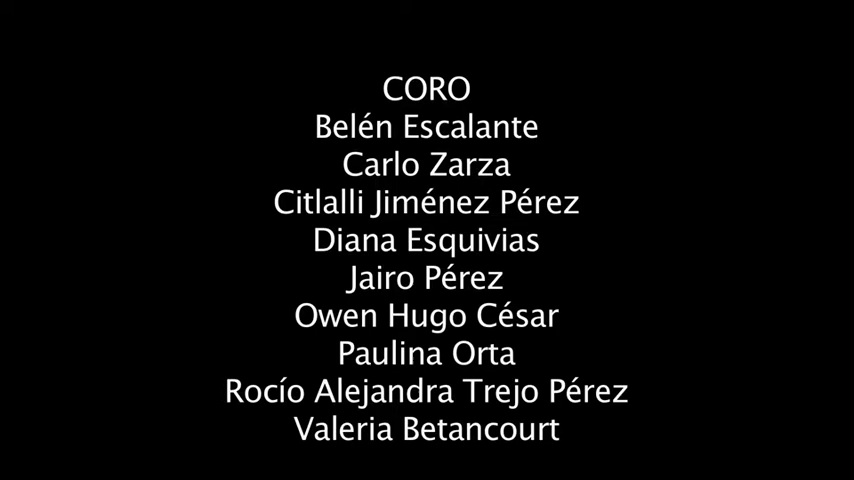 CORO
Belén Escalante
Carlo Zarza
Citlalli Jiménez Pérez
Diana Esquivias
Jairo Pérez
Owen Hugo César
Paulina Orta
Rocío Alejandra Trejo Pérez
Valeria Betancourt